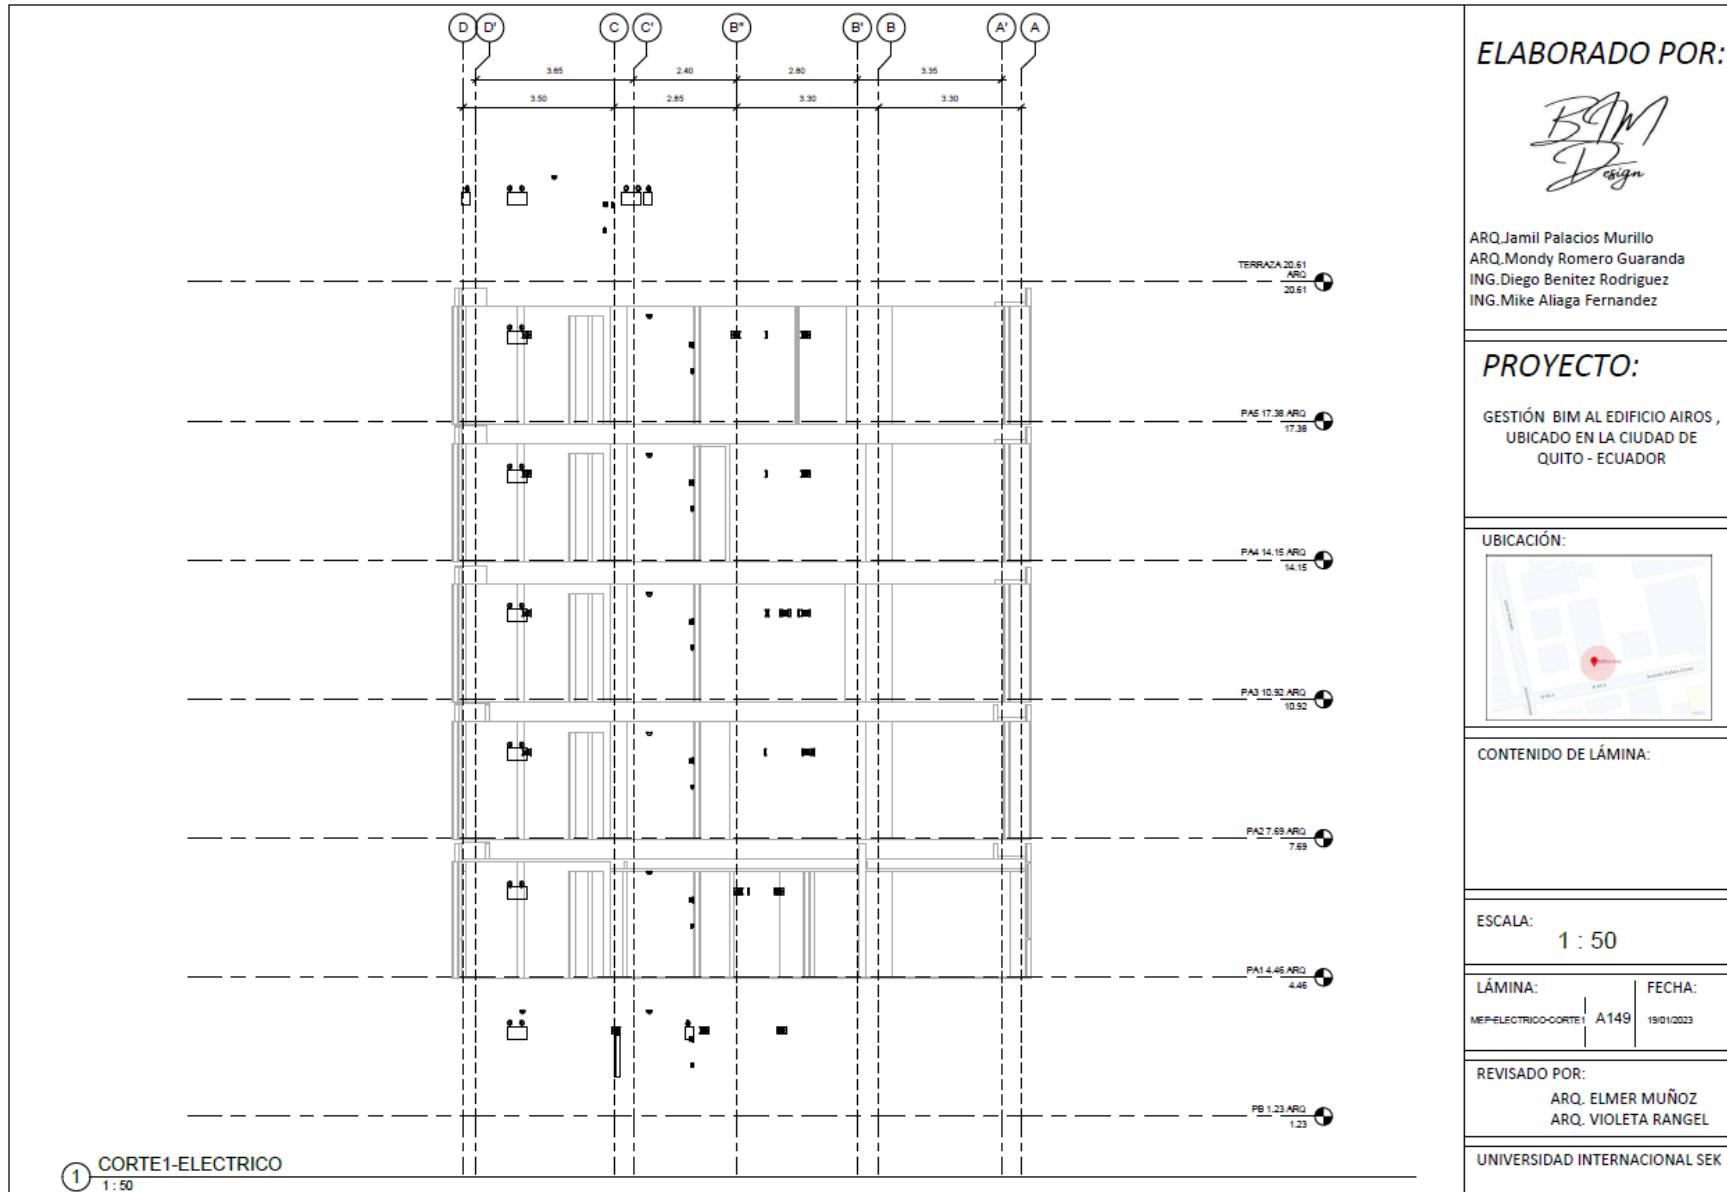 D D' C C' B" B' B A' A
3.65 2.40 2.80 3.35
3.50 2.85 3.30 3.30
TERRAZA 20.61
ARQ
20.61
PA5 17.38 ARQ
17.38
PA4 14.15 ARQ
14.15
PA3 10.92 ARQ
10.92
PA2 7.69 ARQ
7.69
PA1 4.46 ARQ
4.46
PB 1.23 ARQ
1.23
1 CORTE1-ELECTRICO
1 : 50
ELABORADO POR:
BIM
Design
ARQ.Jamil Palacios Murillo
ARQ.Mondy Romero Guaranda
ING.Diego Benitez Rodriguez
ING.Mike Aliaga Fernandez
PROYECTO:
GESTIÓN BIM AL EDIFICIO AIROS ,
UBICADO EN LA CIUDAD DE
QUITO - ECUADOR
UBICACIÓN:
CONTENIDO DE LÁMINA:
ESCALA:
1 : 50
LÁMINA: FECHA:
MEP-ELECTRICO-CORTE1 A149 19/01/2023
REVISADO POR:
ARQ. ELMER MUÑOZ
ARQ. VIOLETA RANGEL
UNIVERSIDAD INTERNACIONAL SEK